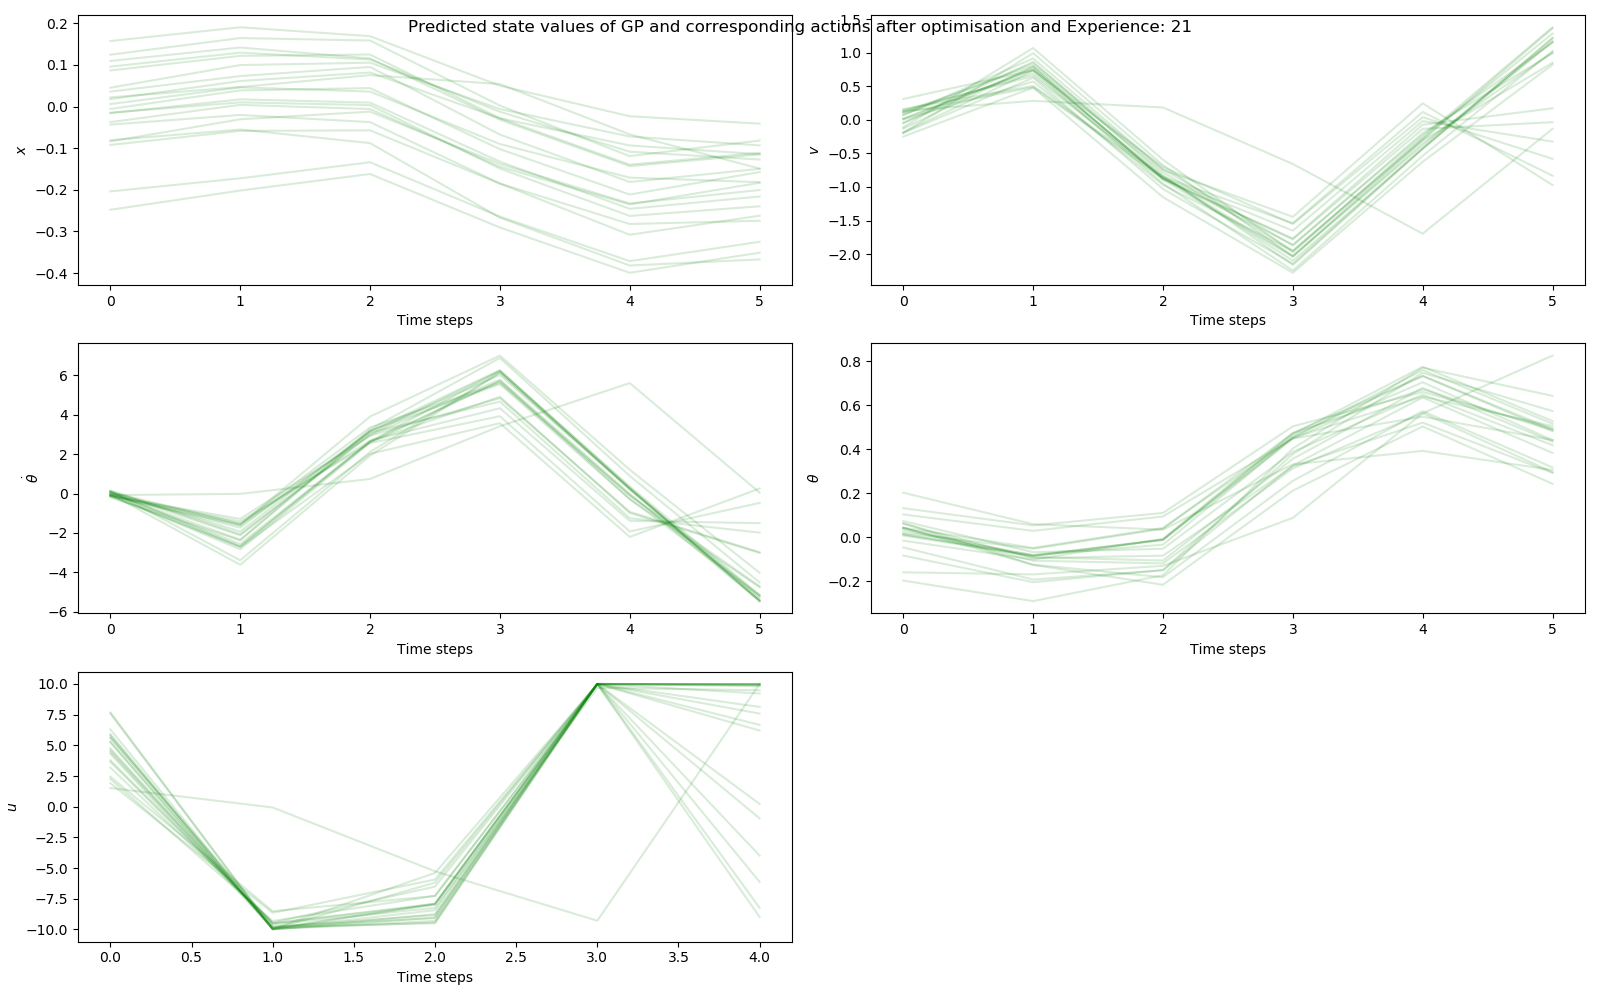 Predicted state values of GP and corresponding actions after optimisation and Experience: 21
0.2
0.1
0.0
−0.1
−0.2
−0.3
−0.4
x
0 1 2 3 4 5
Time steps
1.5
1.0
0.5
0.0
−0.5
−1.0
−1.5
−2.0
v
0 1 2 3 4 5
Time steps
6
4
2
0
−2
−4
−6
θ̇
0 1 2 3 4 5
Time steps
0.8
0.6
0.4
0.2
0.0
−0.2
θ
0 1 2 3 4 5
Time steps
10.0
7.5
5.0
2.5
0.0
−2.5
−5.0
−7.5
−10.0
u
0.0 0.5 1.0 1.5 2.0 2.5 3.0 3.5 4.0
Time steps